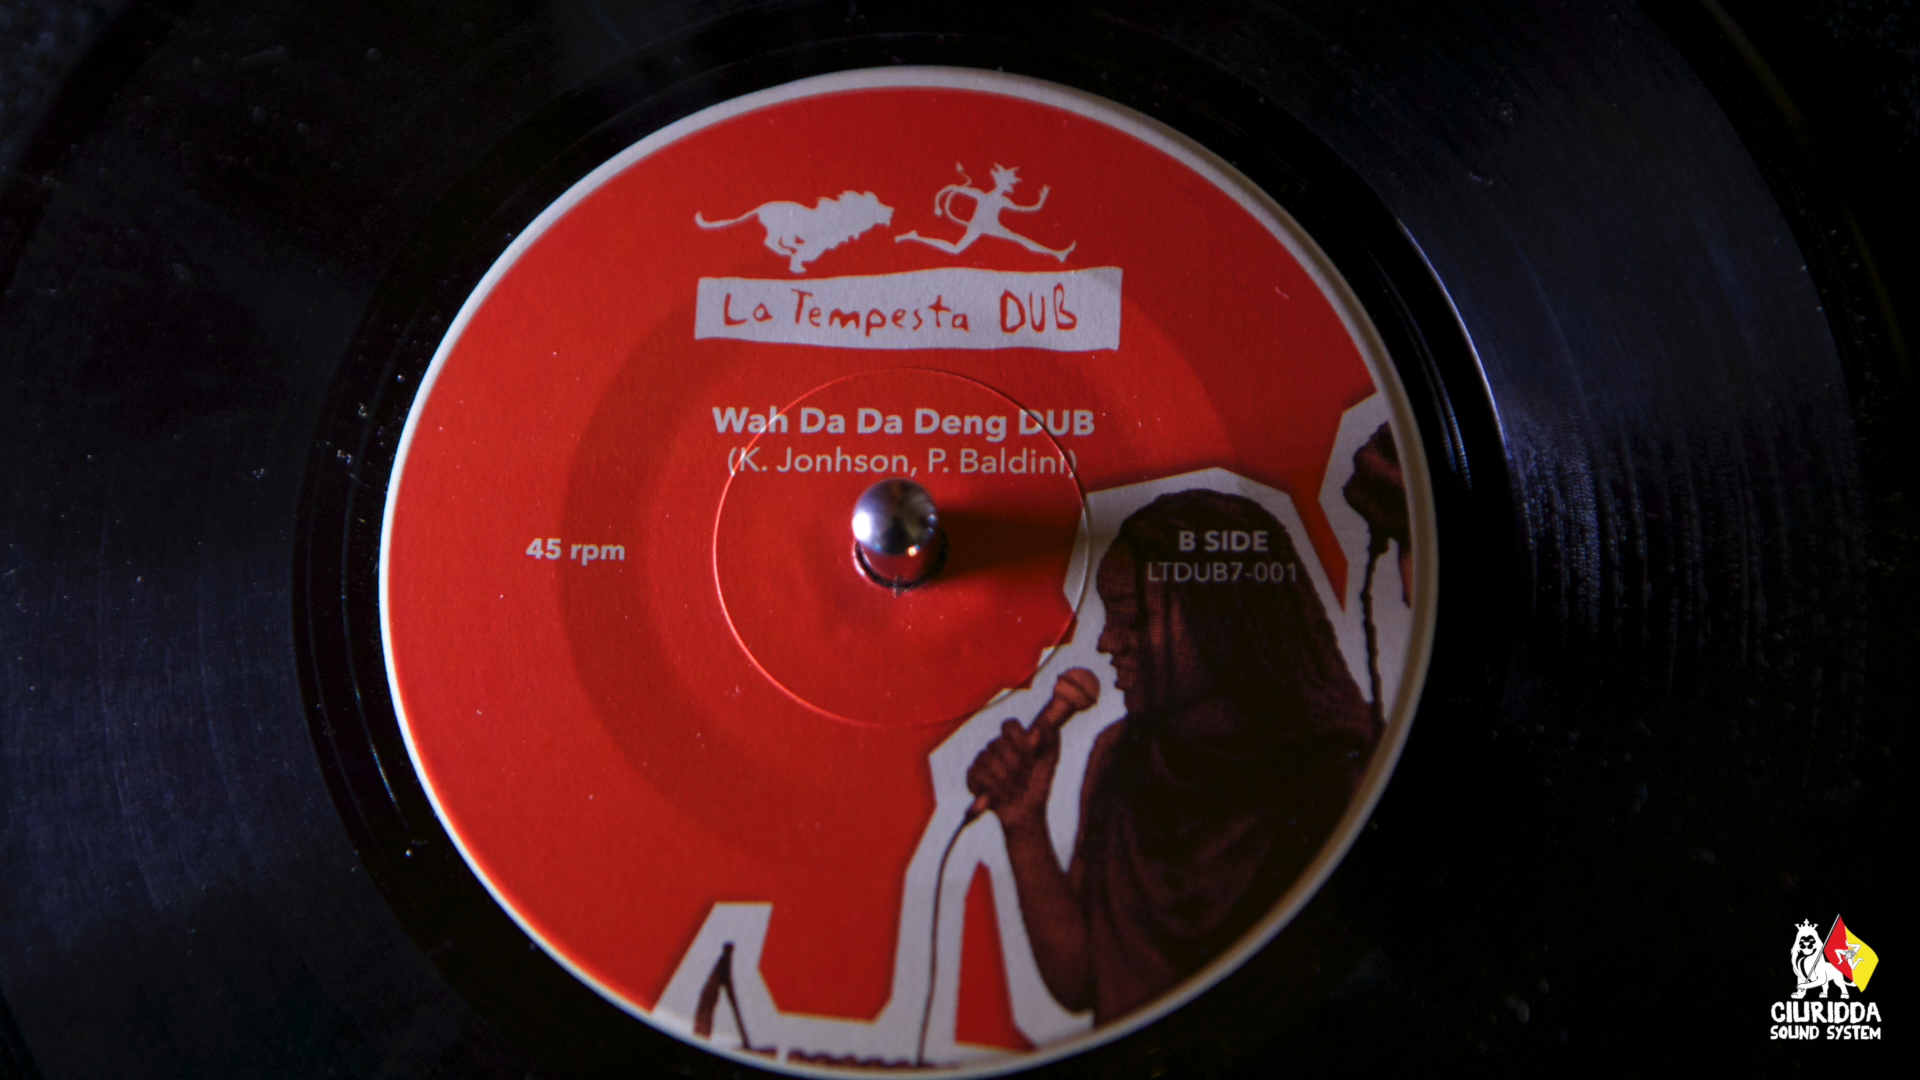 La Tempesta DUB
Wah Da Da Deng DUB
(K. Jonhson, P. Baldini)
45 rpm
B SIDE
LTDUB7-001
CIURIDDA
SOUND SYSTEM